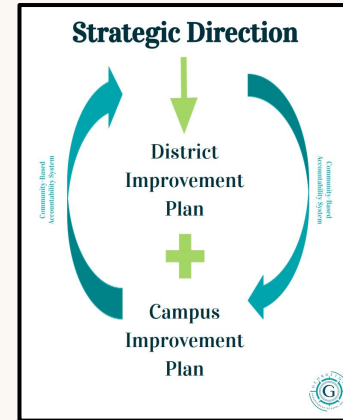 Strategic Direction
District
Improvement
Plan
Campus
Improvement
Plan
Community-Based
Accountability System
Community-Based
Accountability System
G